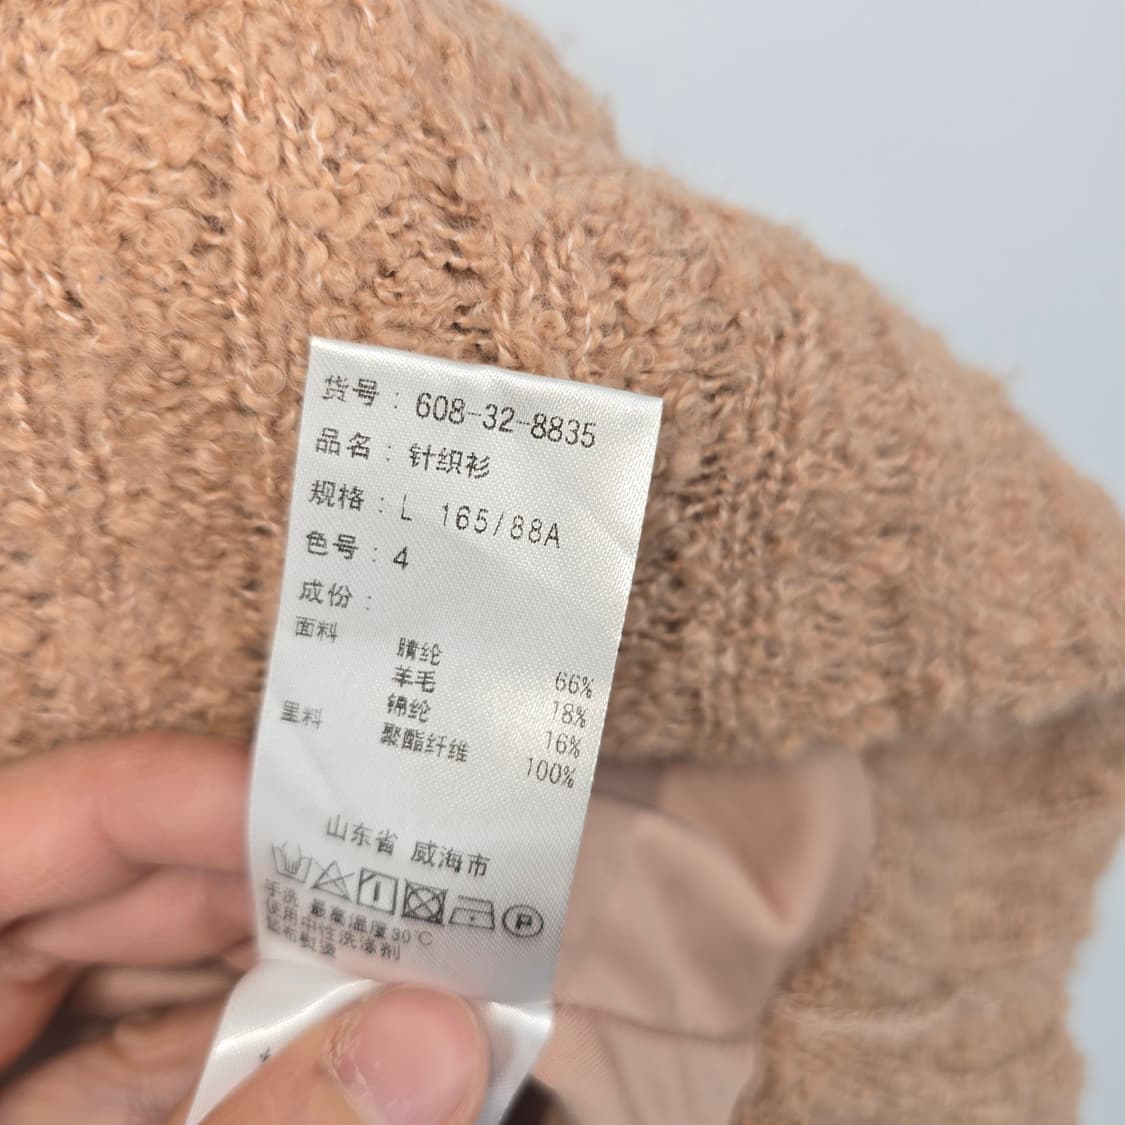 货号：608-32-8835
品名：针织衫
规格：L 165/88A
色号：4
成份：
面料
腈纶 66%
羊毛 18%
锦纶 16%
里料 聚酯纤维 100%
山东省 威海市
P
手洗 最高温度30℃
使用中性洗涤剂
垫布熨烫